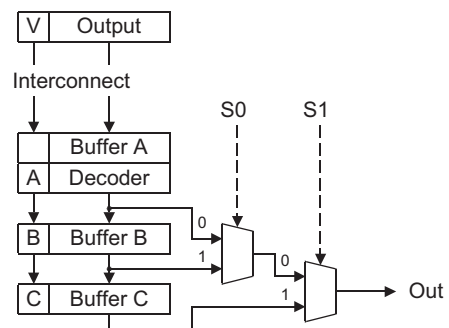 V Output
Interconnect
S0 S1
Buffer A
A Decoder
0
B Buffer B
1
0
C Buffer C
1
Out